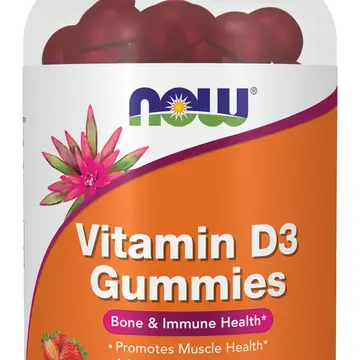 NOW®
Vitamin D3
Gummies
Bone & Immune Health*
• Promotes Muscle Health*